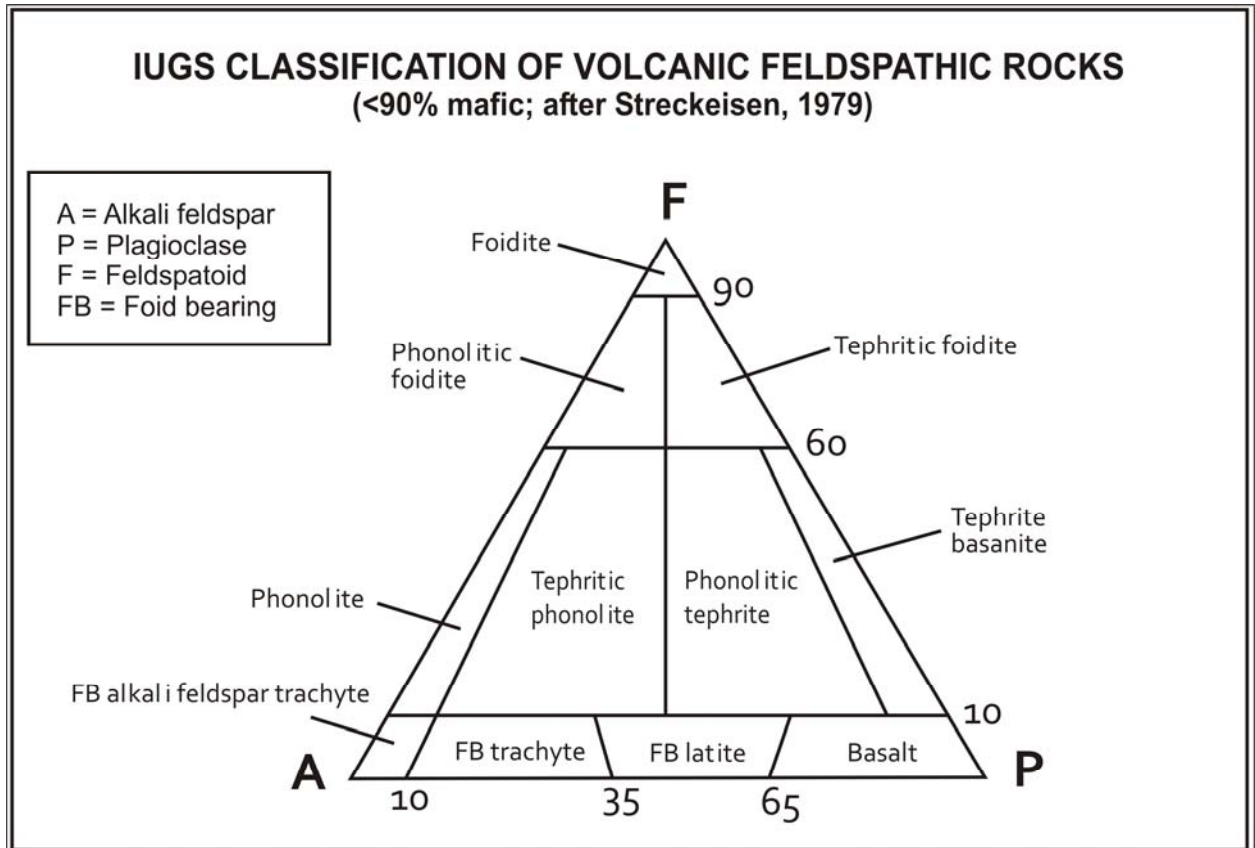 IUGS CLASSIFICATION OF VOLCANIC FELDSPATHIC ROCKS
(<90% mafic; after Streckeisen, 1979)
A = Alkali feldspar
P = Plagioclase
F = Feldspatoid
FB = Foid bearing
F
Foidite
90
Phonolitic
foidite
Tephritic foidite
60
Tephrite
basanite
Tephritic
phonolite
Phonolitic
tephrite
Phonolite
FB alkali feldspar trachyte
10
FB trachyte
FB latite
Basalt
A
P
10
35
65